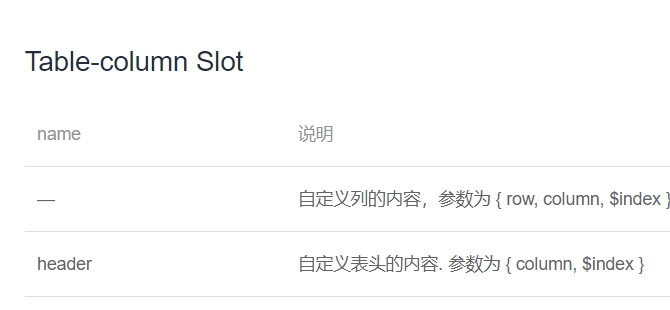 Table-column Slot
name 说明
— 自定义列的内容，参数为 { row, column, $index }
header 自定义表头的内容. 参数为 { column, $index }